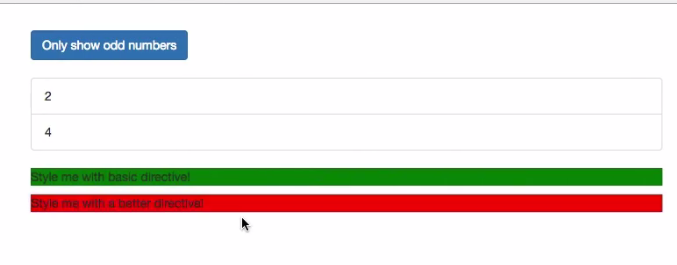 Only show odd numbers
2
4
Style me with basic directive!
Style me with a better directive!